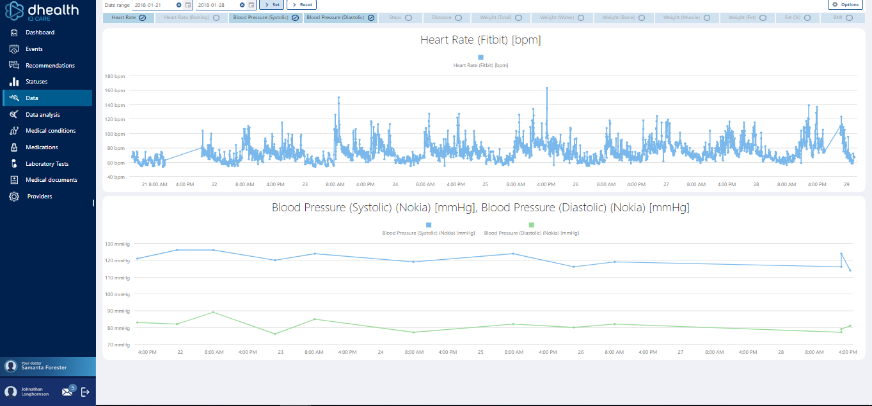 dhealth
IQ CARE
Dashboard
Events
Recommendations
Statuses
Data
Data analysis
Medical conditions
Medications
Laboratory Tests
Medical documents
Providers
Your doctor
Samanta Forester
Johnathan
5
Date range 2018-01-21 2018-01-28 Set Reset Options
Heart Rate Heart Rate (Resting) Blood Pressure (Systolic) Blood Pressure (Diastolic) Steps Distance Weight (Total) Weight (Water) Weight (Bone) Weight (Muscle) Weight (Fat) Fat (%) BMI
Heart Rate (Fitbit) [bpm]
Heart Rate (Fitbit) [bpm]
180 bpm
160 bpm
140 bpm
120 bpm
100 bpm
80 bpm
60 bpm
40 bpm
21 8:00 AM 4:00 PM 22 8:00 AM 4:00 PM 23 8:00 AM 4:00 PM 24 8:00 AM 4:00 PM 25 8:00 AM 4:00 PM 26 8:00 AM 4:00 PM 27 8:00 AM 4:00 PM 28 8:00 AM 4:00 PM 29
Blood Pressure (Systolic) (Nokia) [mmHg], Blood Pressure (Diastolic) (Nokia) [mmHg]
Blood Pressure (Systolic) (Nokia) [mmHg] Blood Pressure (Diastolic) (Nokia) [mmHg]
130 mmHg
120 mmHg
110 mmHg
100 mmHg
90 mmHg
80 mmHg
70 mmHg
4:00 PM 22 8:00 AM 4:00 PM 23 8:00 AM 4:00 PM 24 8:00 AM 4:00 PM 25 8:00 AM 4:00 PM 26 8:00 AM 4:00 PM 27 8:00 AM 4:00 PM 28 8:00 AM 4:00 PM